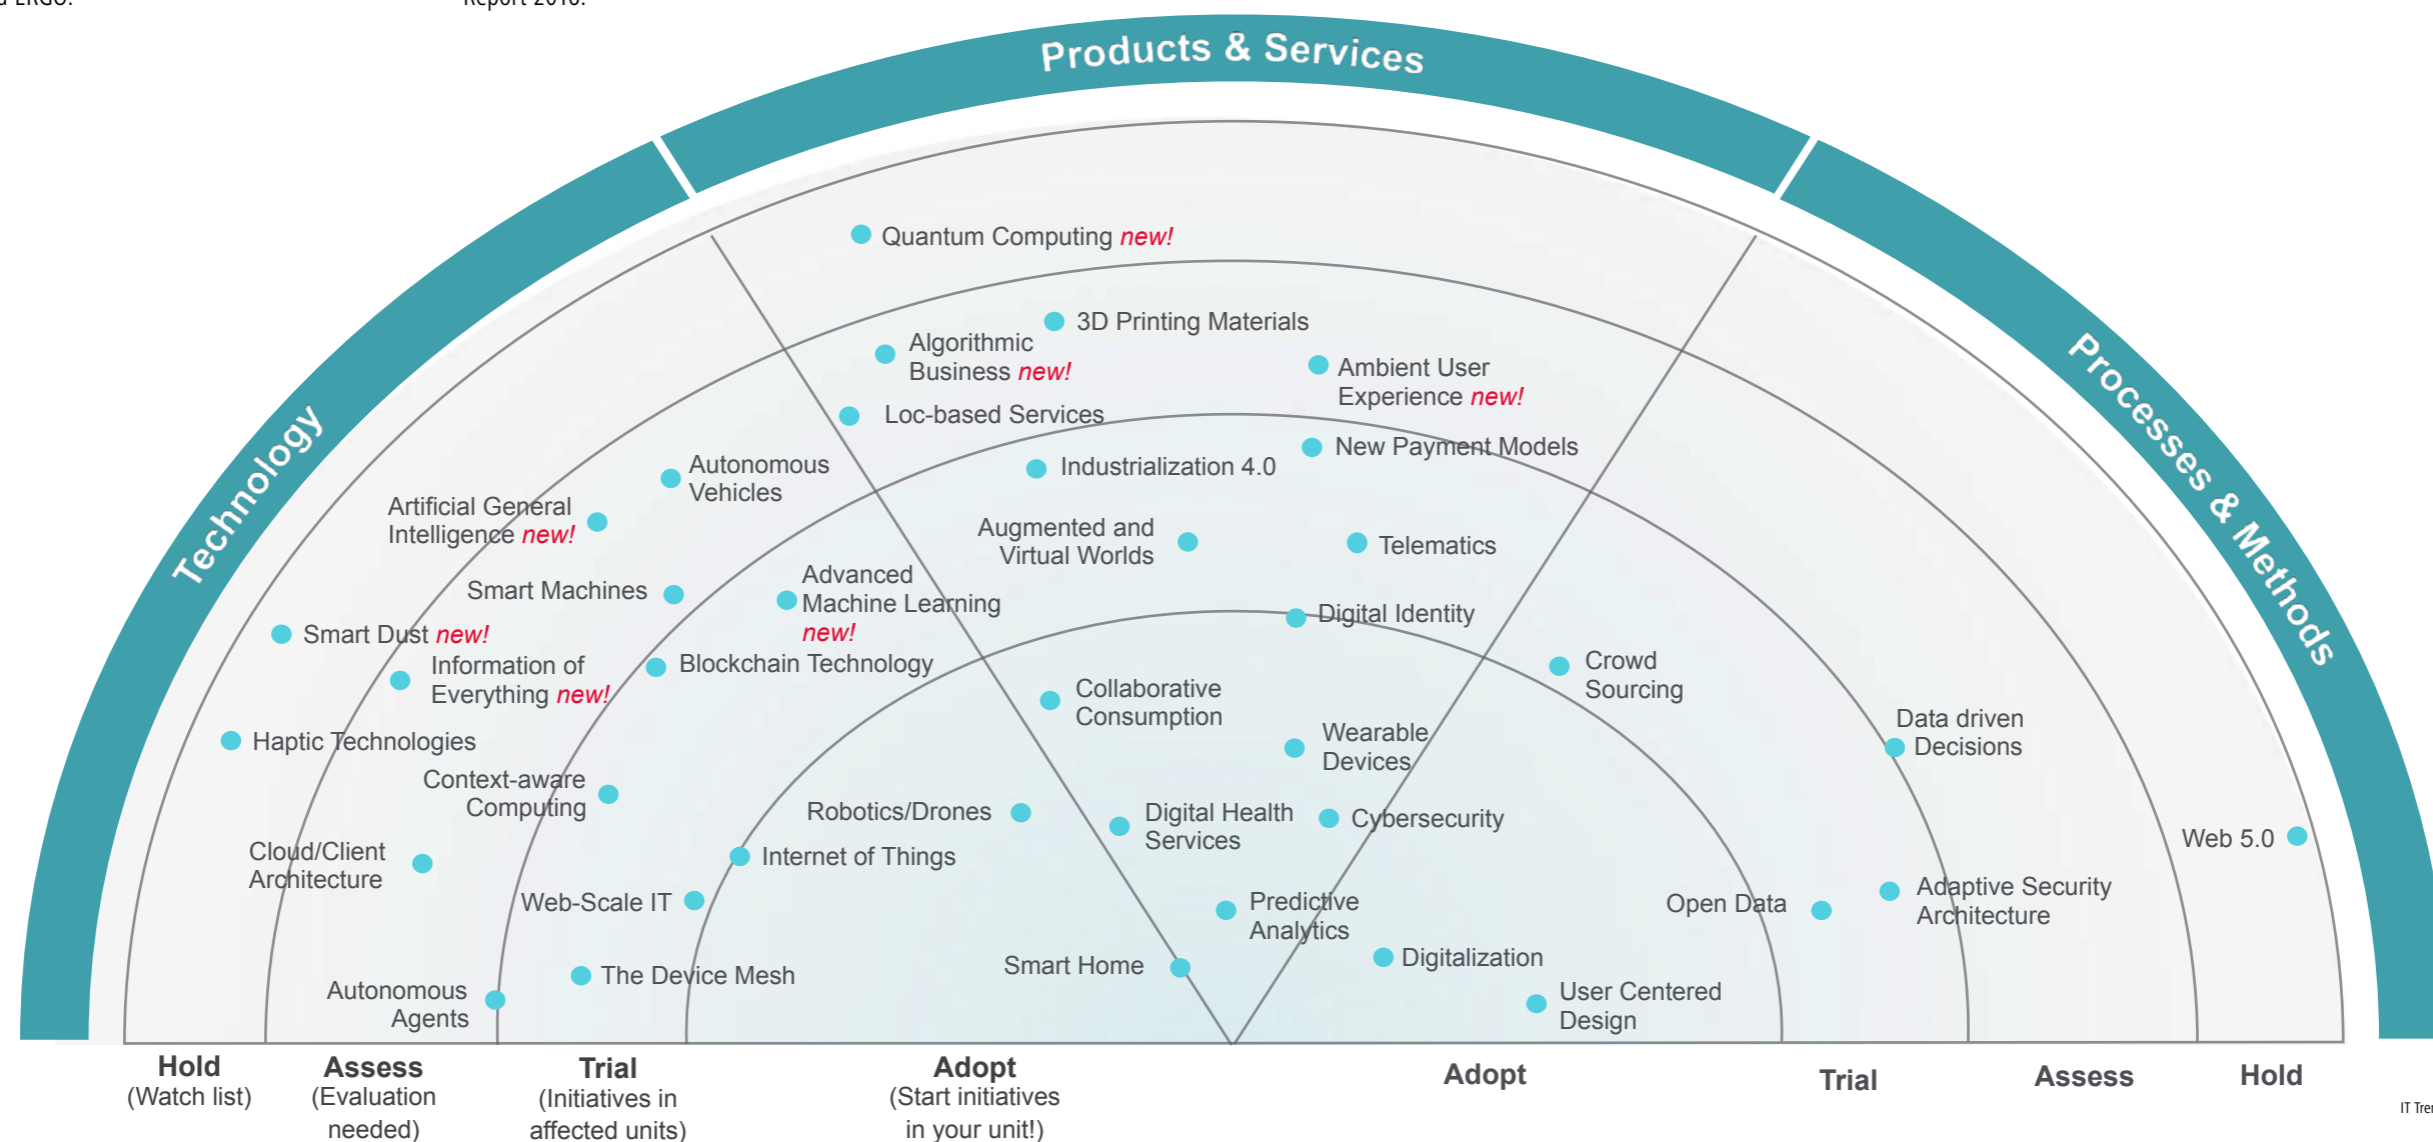 Products & Services
Technology
Processes & Methods
Quantum Computing new!
3D Printing Materials
Algorithmic
Business new!
Ambient User
Experience new!
Loc-based Services
New Payment Models
Industrialization 4.0
Autonomous
Vehicles
Artificial General
Intelligence new!
Augmented and
Virtual Worlds
Telematics
Smart Machines
Advanced
Machine Learning
new!
Digital Identity
Smart Dust new!
Information of
Everything new!
Blockchain Technology
Crowd
Sourcing
Collaborative
Consumption
Haptic Technologies
Wearable
Devices
Data driven
Decisions
Context-aware
Computing
Robotics/Drones
Digital Health
Services
Cybersecurity
Web 5.0
Cloud/Client
Architecture
Internet of Things
Web-Scale IT
Predictive
Analytics
Open Data
Adaptive Security
Architecture
Smart Home
Digitalization
The Device Mesh
Autonomous
Agents
User Centered
Design
Hold
(Watch list)
Assess
(Evaluation
needed)
Trial
(Initiatives in
affected units)
Adopt
(Start initiatives
in your unit!)
Adopt
Trial
Assess
Hold